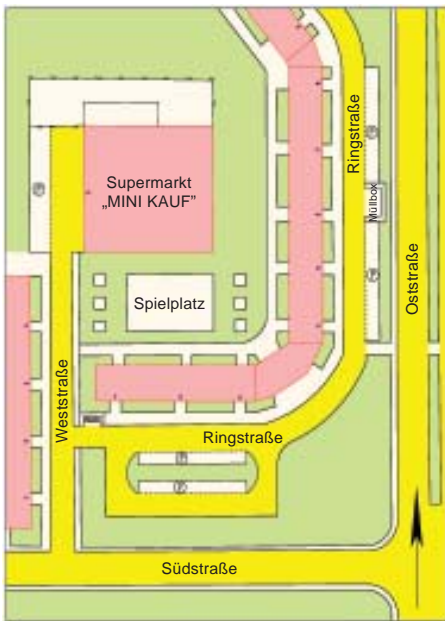 Supermarkt
„MINI KAUF”
Spielplatz
Ringstraße
Müllbox
Oststraße
Weststraße
Ringstraße
Südstraße
P
P
P
P
P